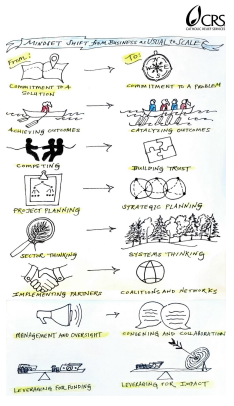 CRS
CATHOLIC RELIEF SERVICES
MINDSET SHIFT from BUSINESS as USUAL to SCALE
From: To:
COMMITMENT TO A SOLUTION COMMITMENT TO A PROBLEM
ACHIEVING OUTCOMES CATALYZING OUTCOMES
COMPETING BUILDING TRUST
PROJECT PLANNING STRATEGIC PLANNING
SECTOR THINKING SYSTEMS THINKING
IMPLEMENTING PARTNERS COALITIONS AND NETWORKS
MENAGEMENT AND OVERSIGHT CONVENING AND COLLABORATION
LEVERAGING FOR FUNDING LEVERAGING FOR IMPACT